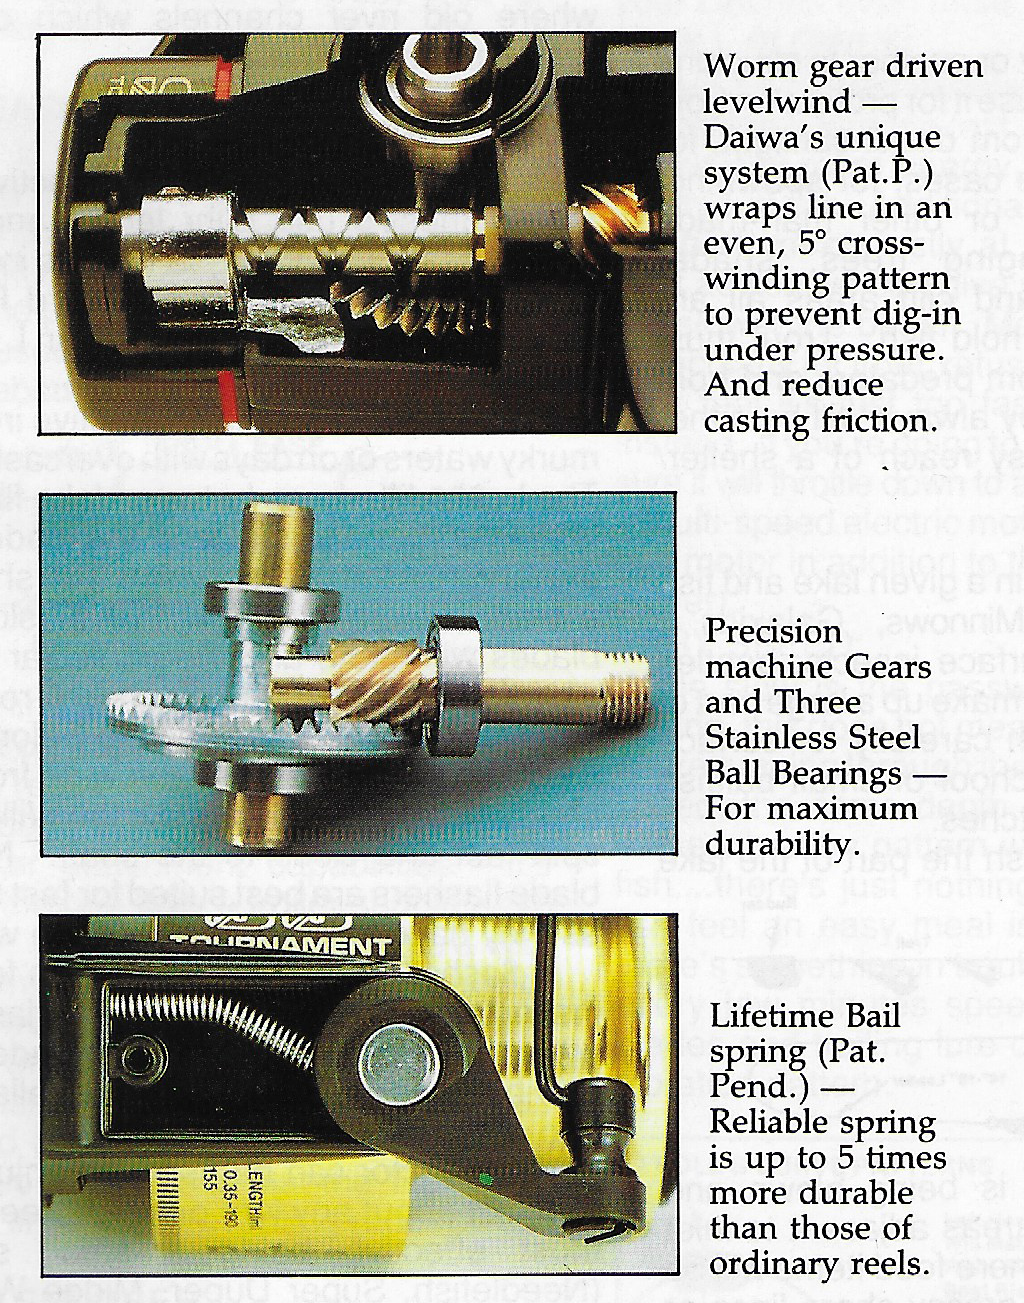 Worm gear driven
levelwind —
Daiwa's unique
system (Pat.P.)
wraps line in an
even, 5° cross-
winding pattern
to prevent dig-in
under pressure.
And reduce
casting friction.
Precision
machine Gears
and Three
Stainless Steel
Ball Bearings —
For maximum
durability.
TOURNAMENT
LENGTH/m
0.35-190
155
Lifetime Bail
spring (Pat.
Pend.) —
Reliable spring
is up to 5 times
more durable
than those of
ordinary reels.